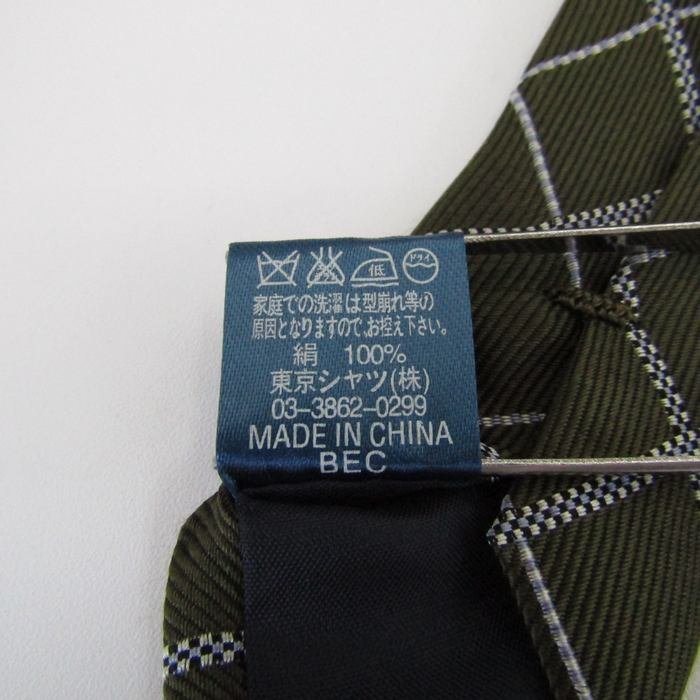 低 ドライ
家庭での洗濯は型崩れ等の
原因となりますので、お控え下さい。
絹 100%
東京シャツ(株)
03-3862-0299
MADE IN CHINA
BEC